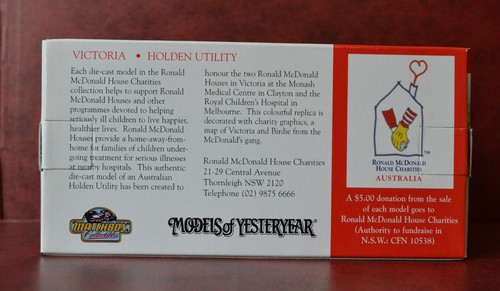 VICTORIA • HOLDEN UTILITY
Each die-cast model in the Ronald
McDonald House Charities
collection helps to support Ronald
McDonald Houses and other
programmes devoted to helping
seriously ill children to live happier,
healthier lives. Ronald McDonald
Houses provide a home-away-from-
home for families of children under-
going treatment for serious illnesses
at nearby hospitals. This authentic
die-cast model of an Australian
Holden Utility has been created to
honour the two Ronald McDonald
Houses in Victoria at the Monash
Medical Centre in Clayton and the
Royal Children's Hospital in
Melbourne. This colourful replica is
decorated with charity graphics, a
map of Victoria and Birdie from the
McDonald's gang.
Ronald McDonald House Charities
21-29 Central Avenue
Thornleigh NSW 2120
Telephone (02) 9875 6666
MATCHBOX
Collectibles
MODELS of YESTERYEAR®
TM
RONALD MCDONALD
HOUSE CHARITIES
AUSTRALIA
A $5.00 donation from the sale
of each model goes to
Ronald McDonald House Charities
(Authority to fundraise in
N.S.W.: CFN 10538)